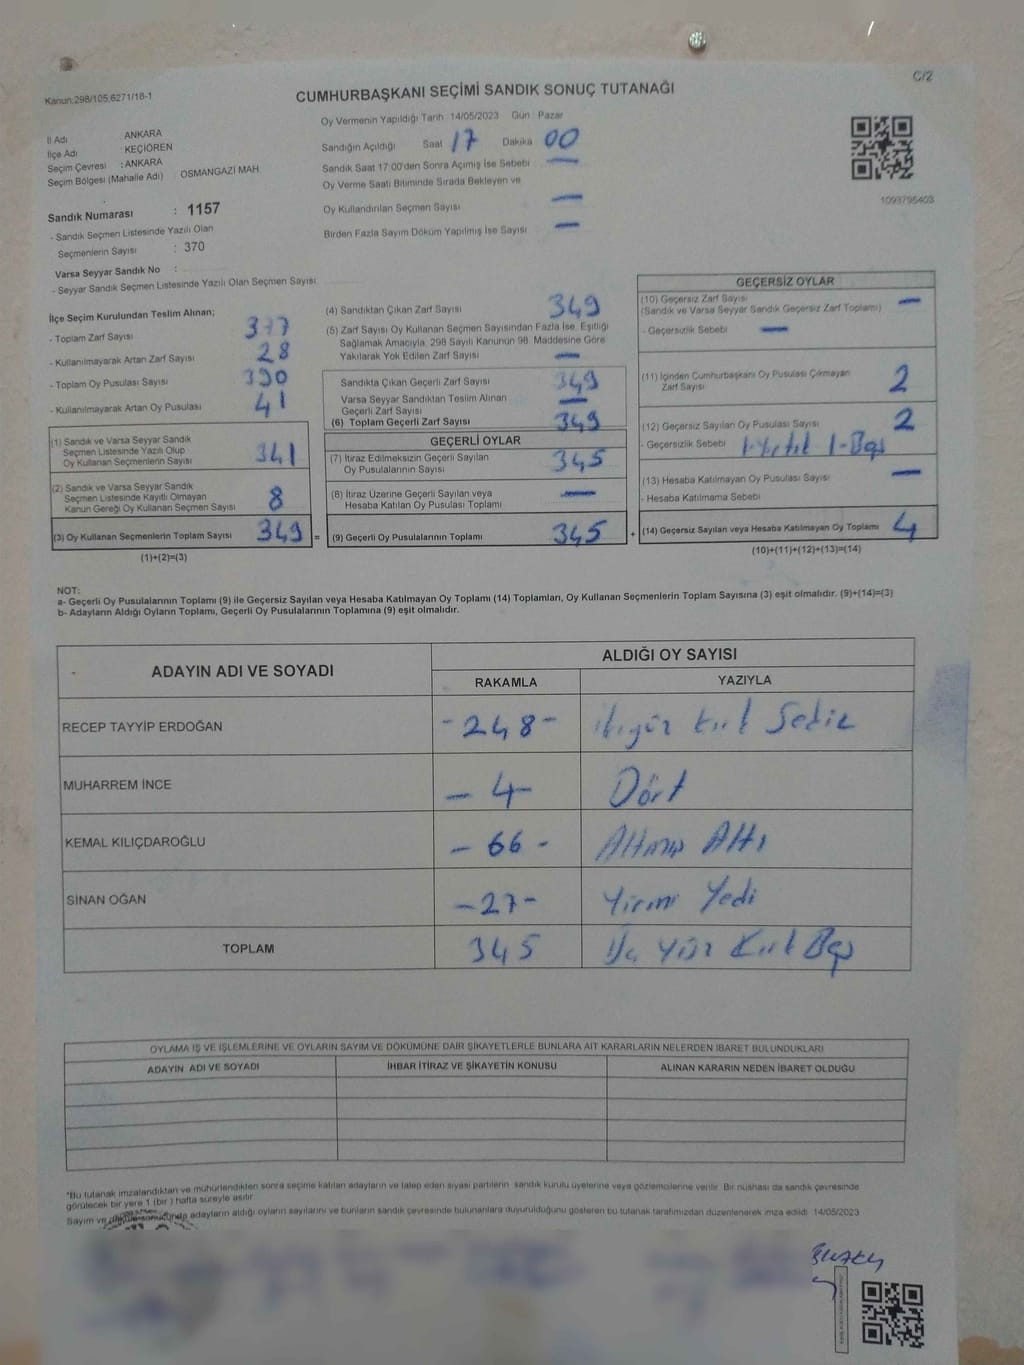 C/2
Kanun:298/105;6271/18-1
CUMHURBAŞKANI SEÇİMİ SANDIK SONUÇ TUTANAĞI
Oy Vermenin Yapıldığı Tarih 14/05/2023 Gün Pazar
İl Adı : ANKARA
İlçe Adı : KEÇİÖREN
Seçim Çevresi : ANKARA
Seçim Bölgesi (Mahalle Adı) : OSMANGAZİ MAH
Sandığın Açıldığı Saat 17 Dakika 00
Sandık Saat 17:00'den Sonra Açımış İse Sebebi —
Oy Verme Saati Bitiminde Sırada Bekleyen ve
Oy Kullandırılan Seçmen Sayısı —
Birden Fazla Sayım Döküm Yapılmış İse Sayısı —
1093795403
Sandık Numarası : 1157
- Sandık Seçmen Listesinde Yazılı Olan
Seçmenlerin Sayısı : 370
Varsa Seyyar Sandık No :
- Seyyar Sandık Seçmen Listesinde Yazılı Olan Seçmen Sayısı:
İlçe Seçim Kurulundan Teslim Alınan;
- Toplam Zarf Sayısı 377
- Kullanılmayarak Artan Zarf Sayısı 28
- Toplam Oy Pusulası Sayısı 390
- Kullanılmayarak Artan Oy Pusulası 41
(1) Sandık ve Varsa Seyyar Sandık
Seçmen Listesinde Yazılı Olup
Oy Kullanan Seçmenlerin Sayısı 341
(2) Sandık ve Varsa Seyyar Sandık
Seçmen Listesinde Kayıtlı Olmayan
Kanun Gereği Oy Kullanan Seçmen Sayısı 8
(3) Oy Kullanan Seçmenlerin Toplam Sayısı 349 =
(1)+(2)=(3)
(4) Sandıktan Çıkan Zarf Sayısı 349
(5) Zarf Sayısı Oy Kullanan Seçmen Sayısından Fazla İse, Eşitliği
Sağlamak Amacıyla, 298 Sayılı Kanunun 98. Maddesine Göre
Yakılarak Yok Edilen Zarf Sayısı —
Sandıkta Çıkan Geçerli Zarf Sayısı 349
Varsa Seyyar Sandıktan Teslim Alınan
Geçerli Zarf Sayısı —
(6) Toplam Geçerli Zarf Sayısı 349
GEÇERLİ OYLAR
(7) İtiraz Edilmeksizin Geçerli Sayılan
Oy Pusulalarının Sayısı 345
(8) İtiraz Üzerine Geçerli Sayılan veya
Hesaba Katılan Oy Pusulası Toplamı —
(9) Geçerli Oy Pusulalarının Toplamı 345 +
GEÇERSİZ OYLAR
(10) Geçersiz Zarf Sayısı —
(Sandık ve Varsa Seyyar Sandık Geçersiz Zarf Toplamı)
- Geçersizlik Sebebi —
(11) İçinden Cumhurbaşkanı Oy Pusulası Çıkmayan
Zarf Sayısı 2
(12) Geçersiz Sayılan Oy Pusulası Sayısı 2
- Geçersizlik Sebebi 1-Yırtık 1-Boş
(13) Hesaba Katılmayan Oy Pusulası Sayısı —
- Hesaba Katılmama Sebebi
(14) Geçersiz Sayılan veya Hesaba Katılmayan Oy Toplamı 4
(10)+(11)+(12)+(13)=(14)
NOT:
a- Geçerli Oy Pusulalarının Toplamı (9) ile Geçersiz Sayılan veya Hesaba Katılmayan Oy Toplamı (14) Toplamları, Oy Kullanan Seçmenlerin Toplam Sayısına (3) eşit olmalıdır. (9)+(14)=(3)
b- Adayların Aldığı Oyların Toplamı, Geçerli Oy Pusulalarının Toplamına (9) eşit olmalıdır.
ADAYIN ADI VE SOYADI
ALDIĞI OY SAYISI
RAKAMLA YAZIYLA
RECEP TAYYİP ERDOĞAN -248- ikiyüz kırk Sekiz
MUHARREM İNCE - 4 - Dört
KEMAL KILIÇDAROĞLU - 66 - Altmış Altı
SİNAN OĞAN -27- Yirmi Yedi
TOPLAM 345 Üç Yüz Kırk Beş
OYLAMA İŞ VE İŞLEMLERİNE VE OYLARIN SAYIM VE DÖKÜMÜNE DAİR ŞİKAYETLERLE BUNLARA AİT KARARLARIN NELERDEN İBARET BULUNDUKLARI
ADAYIN ADI VE SOYADI İHBAR İTİRAZ VE ŞİKAYETİN KONUSU ALINAN KARARIN NEDEN İBARET OLDUĞU
*Bu tutanak imzalandıktan ve mühürlendikten sonra seçime katılan adayların ve talep eden siyasi partilerin sandık kurulu üyelerine veya gözlemcilerine verilir. Bir nüshası da sandık çevresinde
görülecek bir yere 1 (bir ) hafta süreyle asılır.
Sayım ve döküm sonucunda adayların aldığı oyların sayılarını ve bunların sandık çevresinde bulunanlara duyurulduğunu gösteren bu tutanak tarafımızdan düzenlenerek imza edildi. 14/05/2023